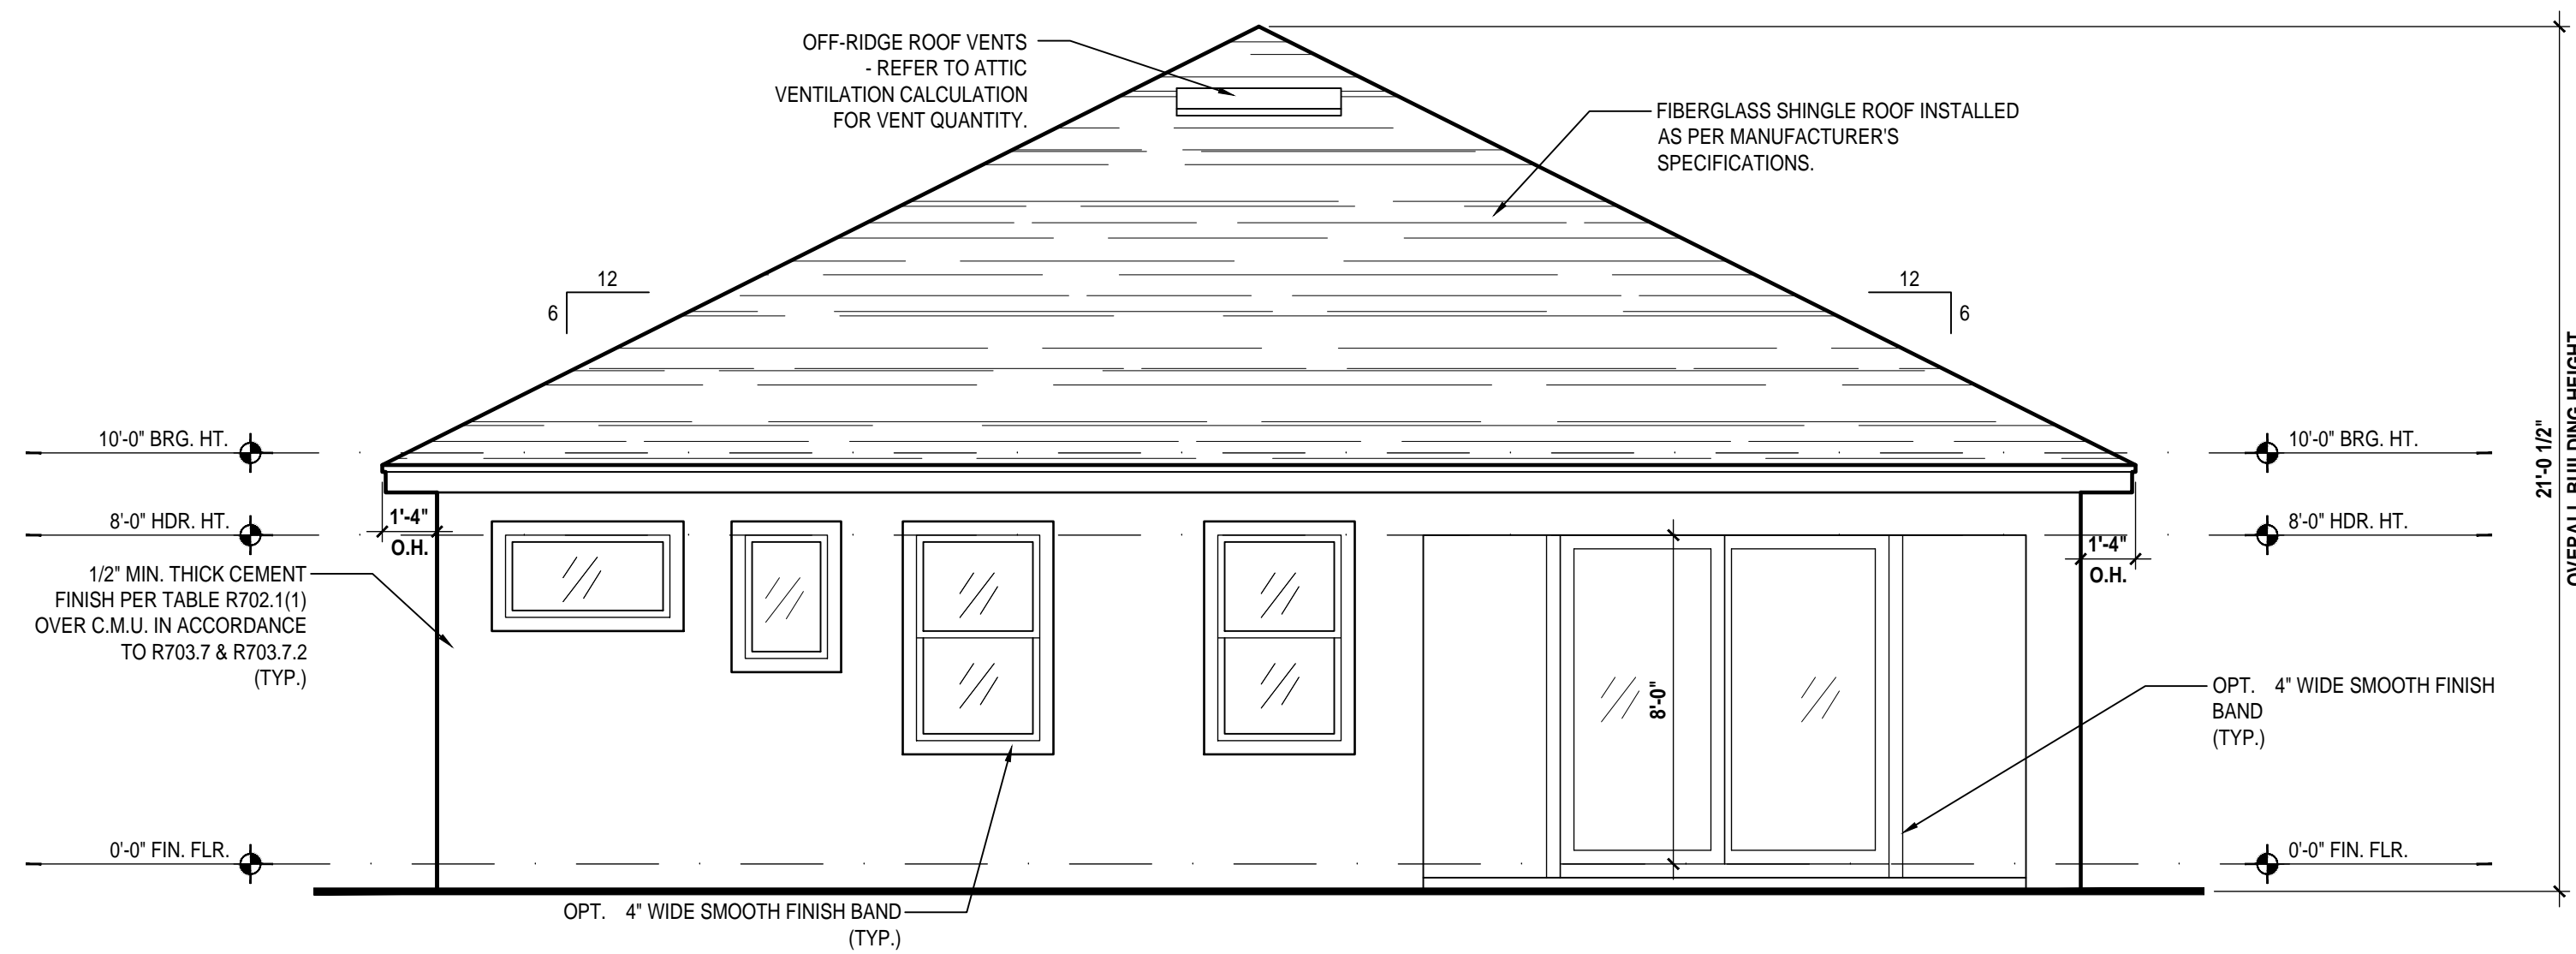 OFF-RIDGE ROOF VENTS
- REFER TO ATTIC
VENTILATION CALCULATION
FOR VENT QUANTITY.
FIBERGLASS SHINGLE ROOF INSTALLED
AS PER MANUFACTURER'S
SPECIFICATIONS.
12
6
12
6
10'-0" BRG. HT.
10'-0" BRG. HT.
8'-0" HDR. HT.
8'-0" HDR. HT.
1'-4"
O.H.
1'-4"
O.H.
1/2" MIN. THICK CEMENT
FINISH PER TABLE R702.1(1)
OVER C.M.U. IN ACCORDANCE
TO R703.7 & R703.7.2
(TYP.)
8'-0"
OPT. 4" WIDE SMOOTH FINISH
BAND
(TYP.)
0'-0" FIN. FLR.
0'-0" FIN. FLR.
OPT. 4" WIDE SMOOTH FINISH BAND
(TYP.)
21'-0 1/2"
OVERALL BUILDING HEIGHT